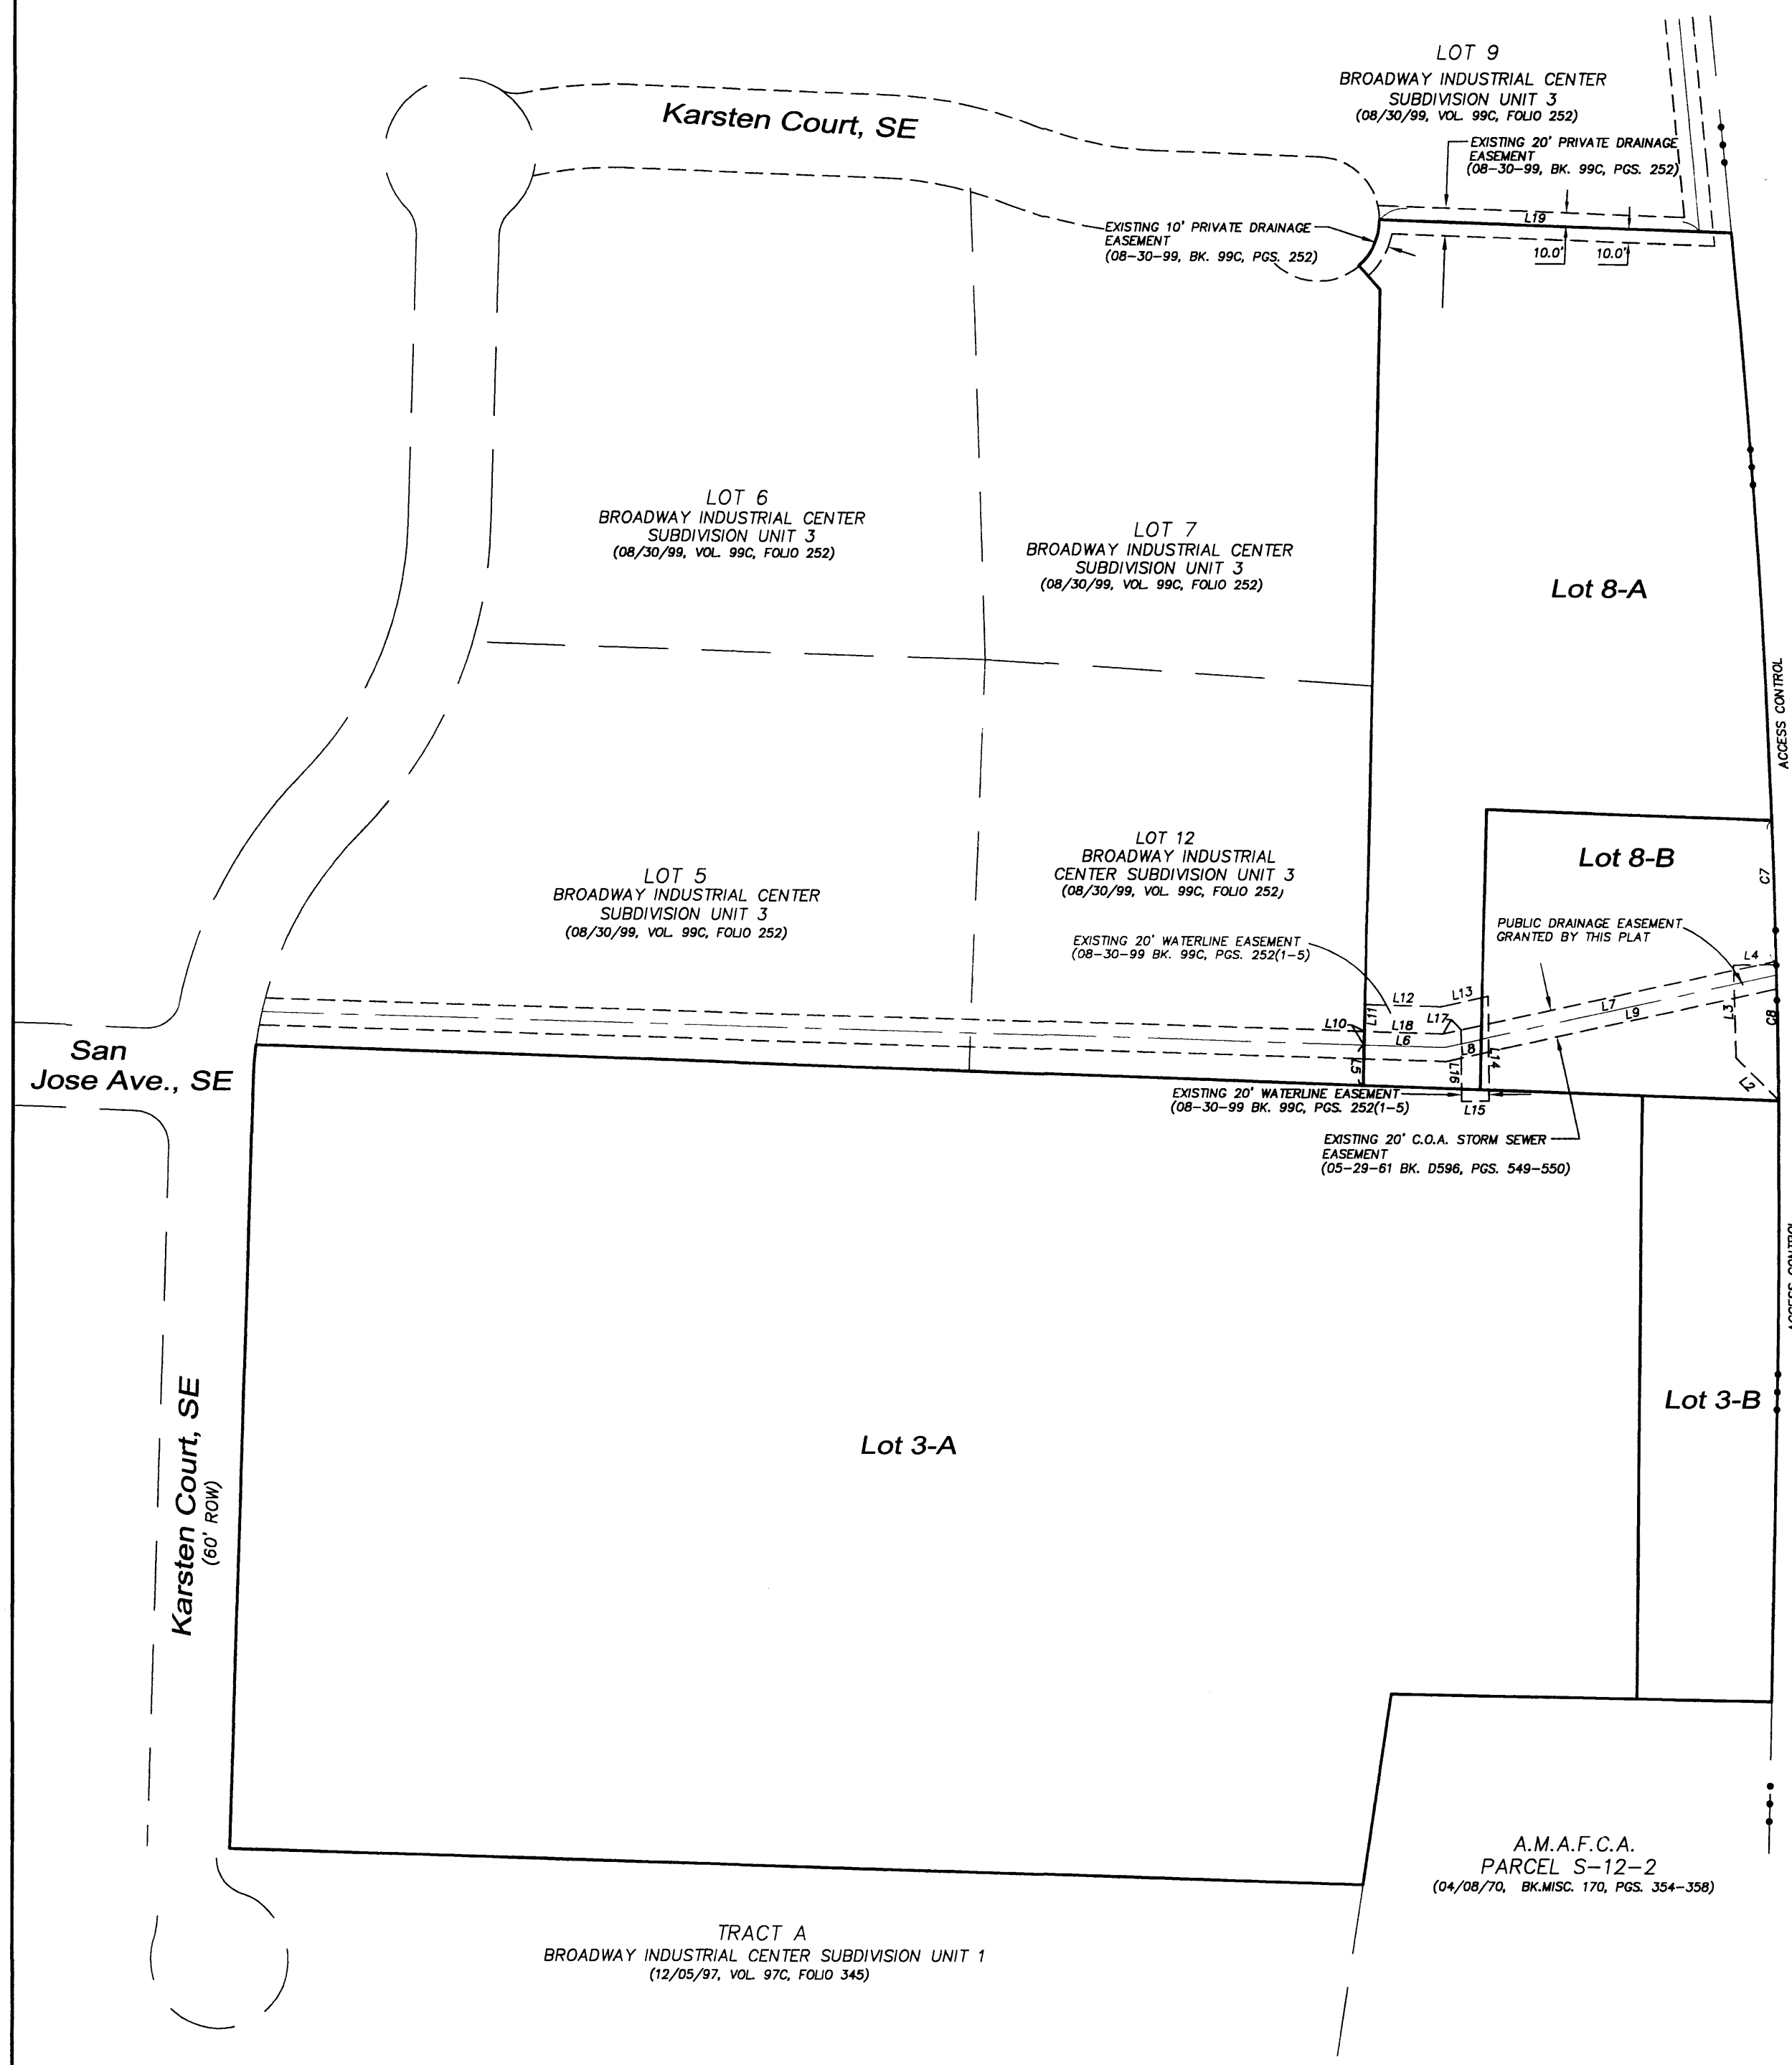 LOT 9
BROADWAY INDUSTRIAL CENTER
SUBDIVISION UNIT 3
(08/30/99, VOL. 99C, FOLIO 252)
Karsten Court, SE
EXISTING 20' PRIVATE DRAINAGE
EASEMENT
(08-30-99, BK. 99C, PGS. 252)
L19
EXISTING 10' PRIVATE DRAINAGE
EASEMENT
(08-30-99, BK. 99C, PGS. 252)
10.0'
10.0'
LOT 6
BROADWAY INDUSTRIAL CENTER
SUBDIVISION UNIT 3
(08/30/99, VOL. 99C, FOLIO 252)
LOT 7
BROADWAY INDUSTRIAL CENTER
SUBDIVISION UNIT 3
(08/30/99, VOL. 99C, FOLIO 252)
Lot 8-A
ACCESS CONTROL
LOT 5
BROADWAY INDUSTRIAL CENTER
SUBDIVISION UNIT 3
(08/30/99, VOL. 99C, FOLIO 252)
LOT 12
BROADWAY INDUSTRIAL
CENTER SUBDIVISION UNIT 3
(08/30/99, VOL. 99C, FOLIO 252)
Lot 8-B
C7
EXISTING 20' WATERLINE EASEMENT
(08-30-99 BK. 99C, PGS. 252(1-5)
PUBLIC DRAINAGE EASEMENT
GRANTED BY THIS PLAT
L4
L12
L13
L11
L10
L18
L17
L6
L7
L9
L3
C8
L8
L5
L16
L14
L2
L15
San
Jose Ave., SE
EXISTING 20' WATERLINE EASEMENT
(08-30-99 BK. 99C, PGS. 252(1-5)
EXISTING 20' C.O.A. STORM SEWER
EASEMENT
(05-29-61 BK. D596, PGS. 549-550)
ACCESS CONTROL
Karsten Court, SE
(60' ROW)
Lot 3-A
Lot 3-B
A.M.A.F.C.A.
PARCEL S-12-2
(04/08/70, BK.MISC. 170, PGS. 354-358)
TRACT A
BROADWAY INDUSTRIAL CENTER SUBDIVISION UNIT 1
(12/05/97, VOL. 97C, FOLIO 345)